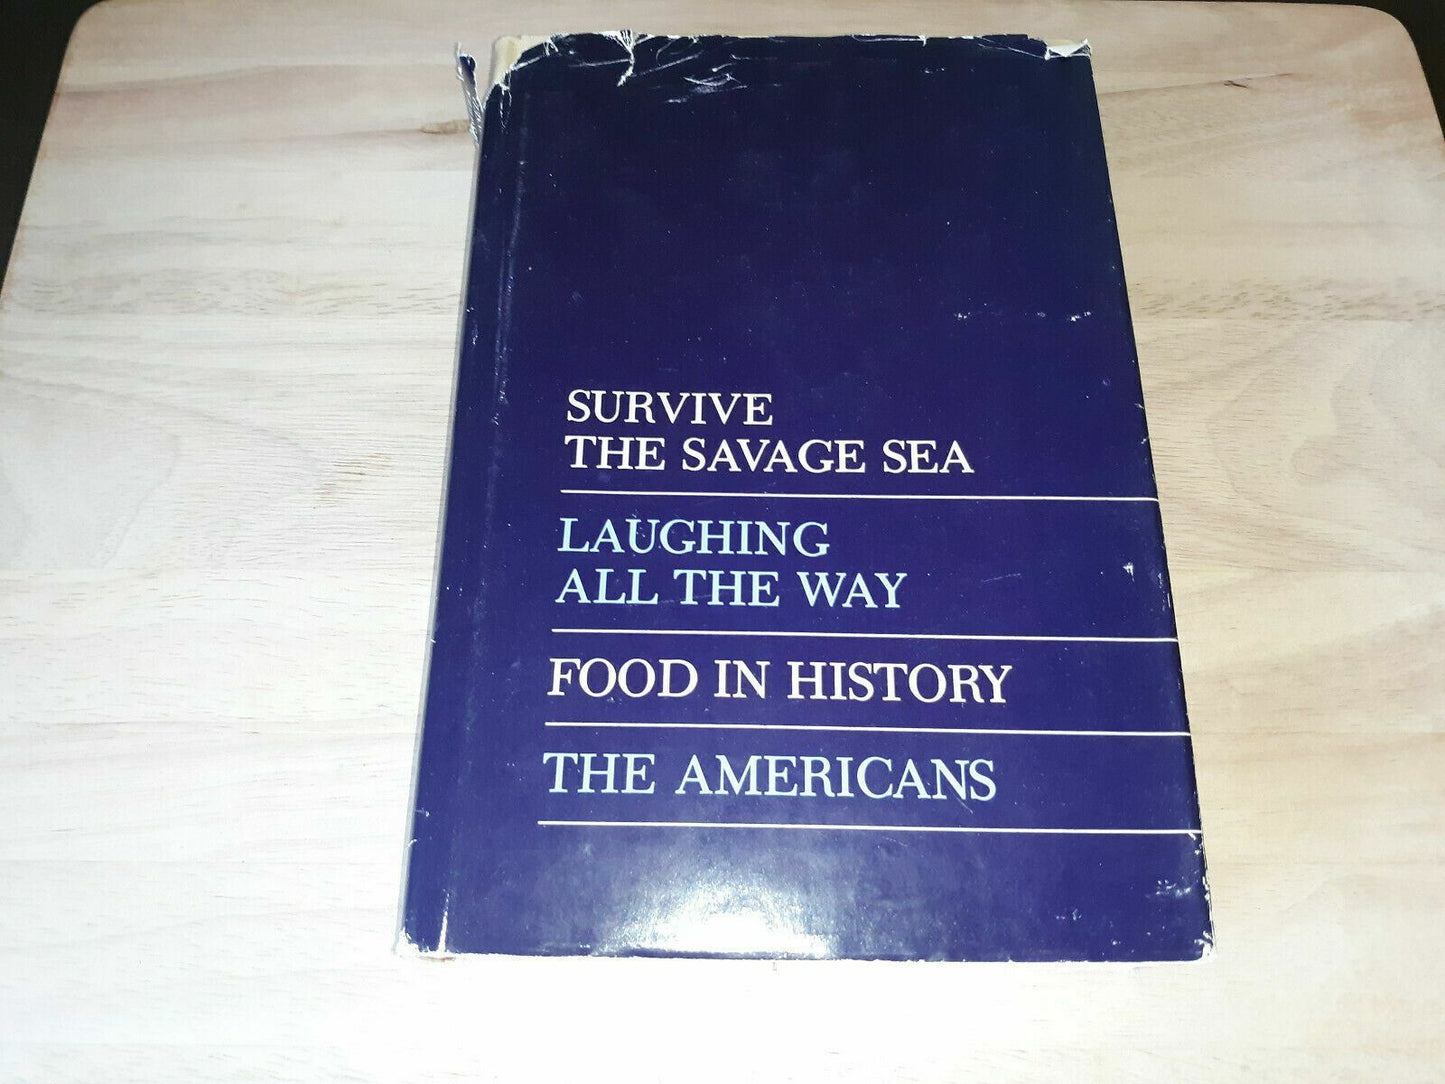 SURVIVE
THE SAVAGE SEA
LAUGHING
ALL THE WAY
FOOD IN HISTORY
THE AMERICANS